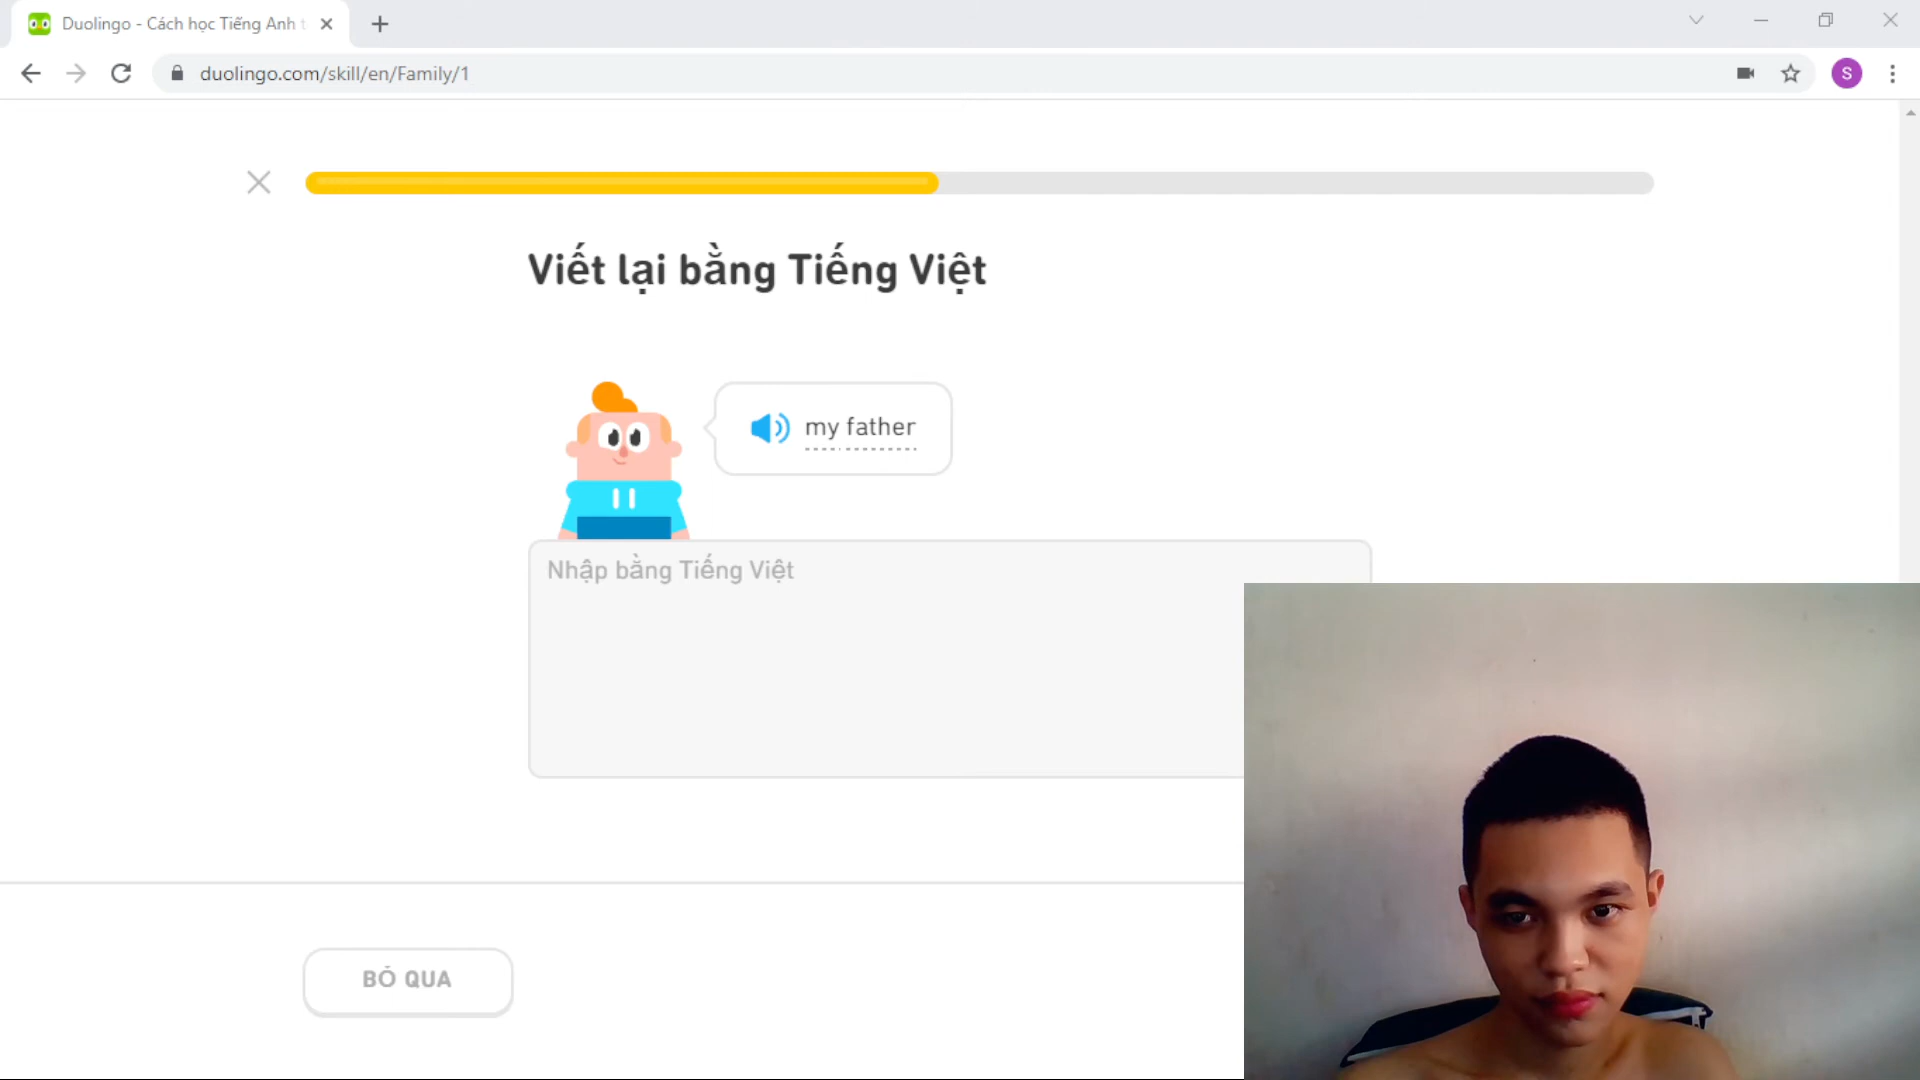 Duolingo - Cách học Tiếng Anh t
duolingo.com/skill/en/Family/1
S
Viết lại bằng Tiếng Việt
my father
Nhập bằng Tiếng Việt
BỎ QUA